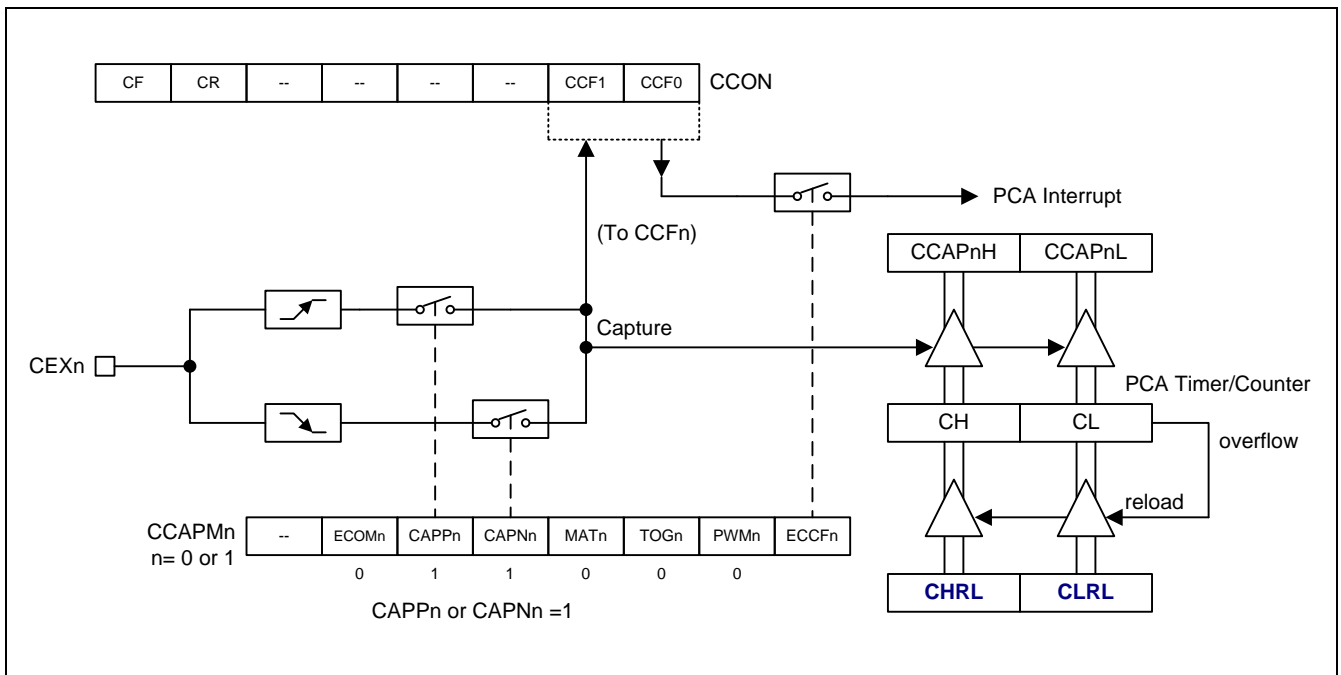 CF CR -- -- -- -- CCF1 CCF0 CCON
PCA Interrupt
(To CCFn)
CCAPnH CCAPnL
Capture
CEXn
PCA Timer/Counter
CH CL
overflow
reload
CCAPMn
n= 0 or 1
-- ECOMn CAPPn CAPNn MATn TOGn PWMn ECCFn
0 1 1 0 0 0
CHRL CLRL
CAPPn or CAPNn =1